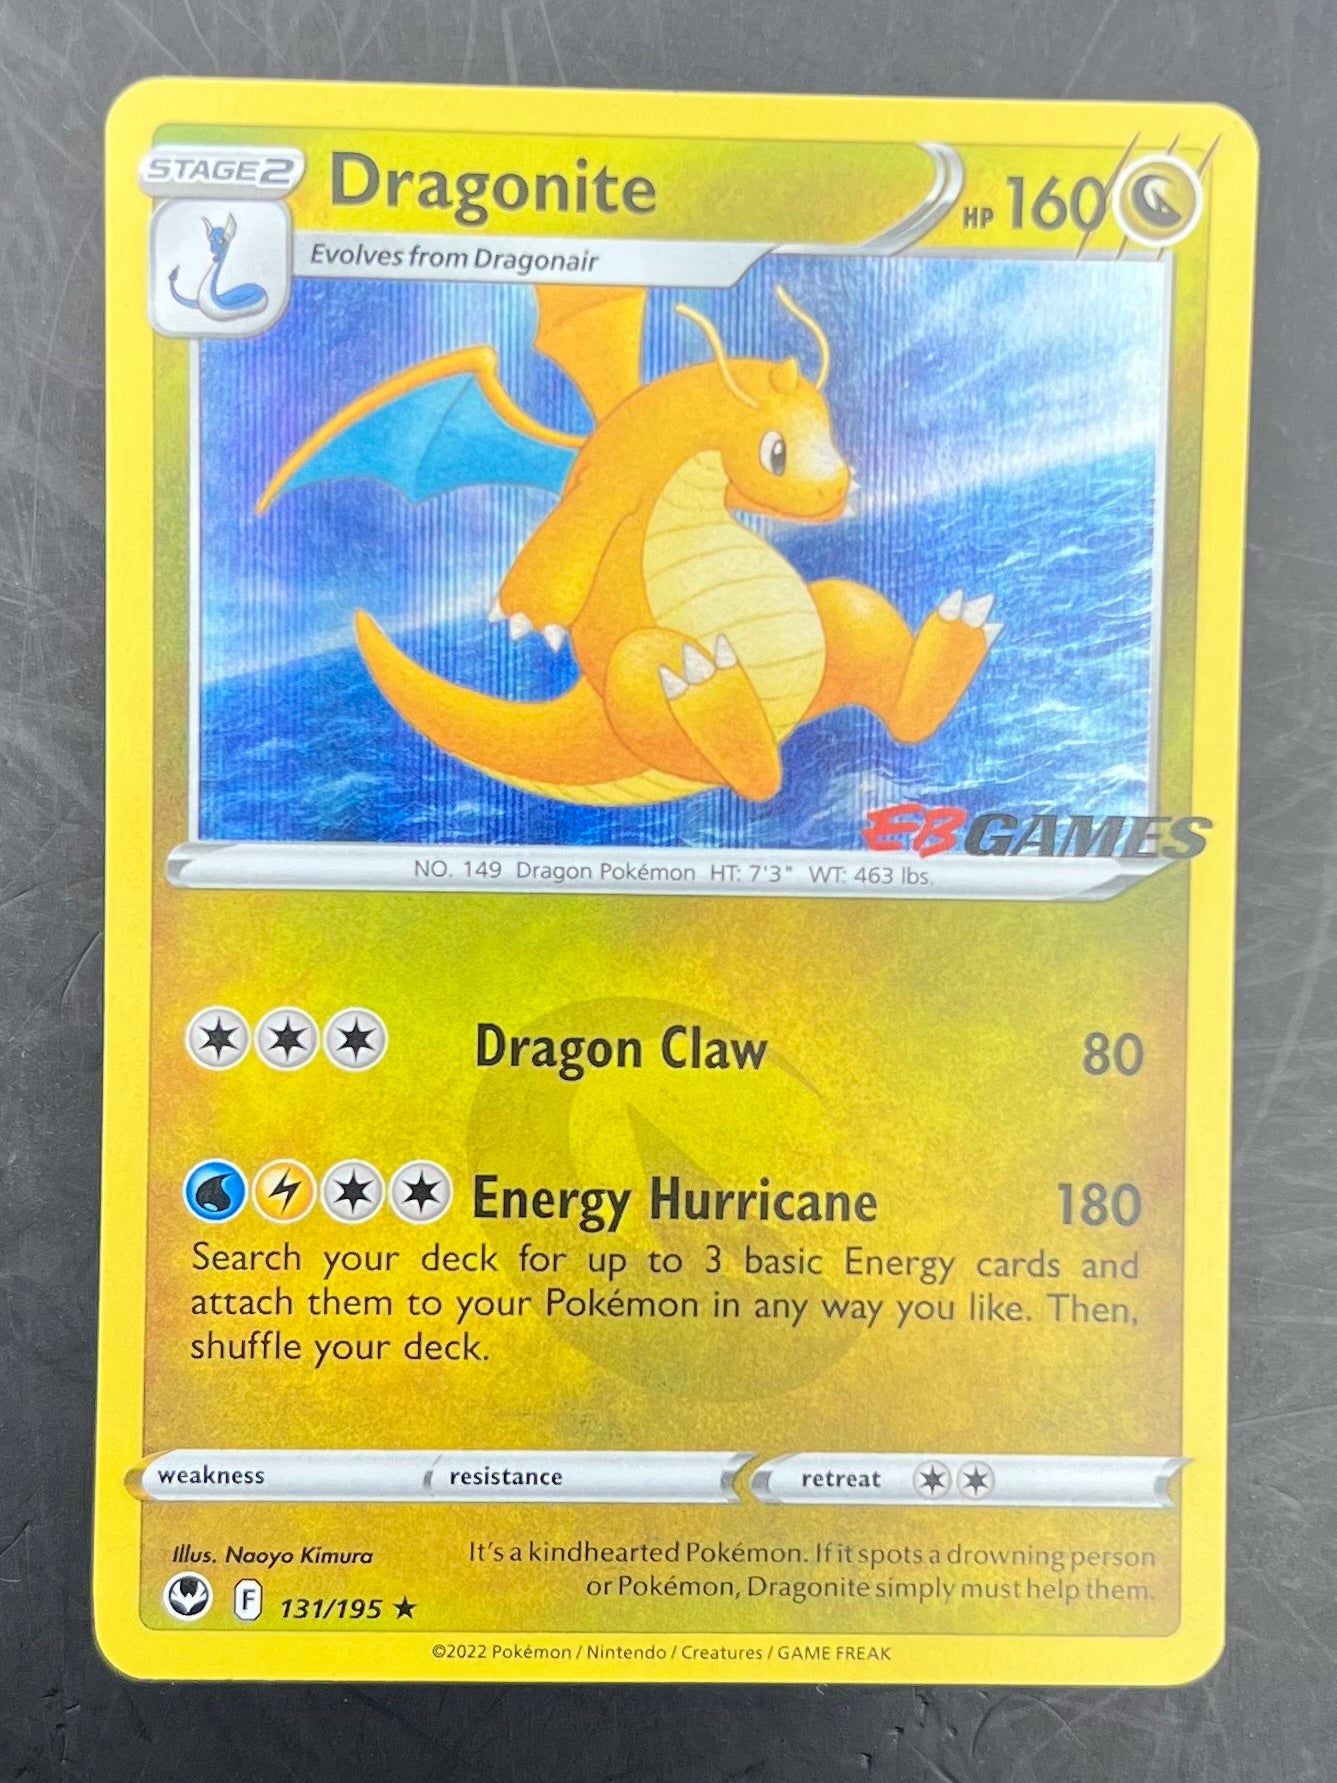 STAGE2
Dragonite
HP 160
Evolves from Dragonair
EBGAMES
NO. 149 Dragon Pokémon HT: 7'3" WT: 463 lbs.
Dragon Claw 80
Energy Hurricane 180
Search your deck for up to 3 basic Energy cards and
attach them to your Pokémon in any way you like. Then,
shuffle your deck.
weakness resistance retreat
Illus. Naoyo Kimura
It's a kindhearted Pokémon. If it spots a drowning person
or Pokémon, Dragonite simply must help them.
F 131/195 ★
©2022 Pokémon / Nintendo / Creatures / GAME FREAK